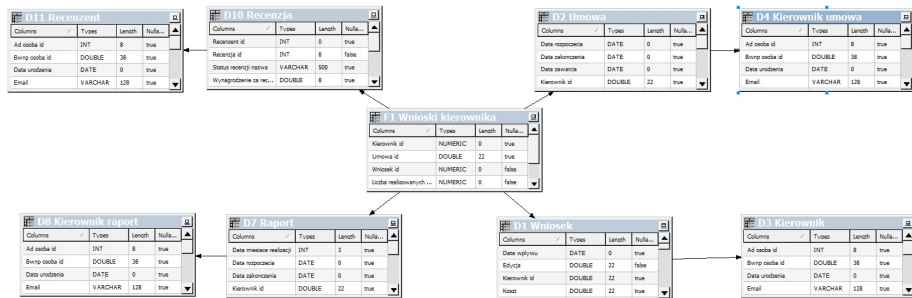 D11 Recenzent
Columns Types Length Nulla...
Ad osoba id INT 8 true
Bwnp osoba id DOUBLE 38 true
Data urodzenia DATE 0 true
Email VARCHAR 128 true
D10 Recenzja
Columns Types Length Nulla...
Recenzent id INT 0 true
Recenzja id INT 8 false
Status recenzji nazwa VARCHAR 500 true
Wynagrodzenie za rec... DOUBLE 8 true
D2 Umowa
Columns Types Length Nulla...
Data rozpoczecia DATE 0 true
Data zakonczenia DATE 0 true
Data zawarcia DATE 0 true
Kierownik id DOUBLE 22 true
D4 Kierownik umowa
Columns Types Length Nulla...
Ad osoba id INT 8 true
Bwnp osoba id DOUBLE 38 true
Data urodzenia DATE 0 true
Email VARCHAR 128 true
F1 Wnioski kierownika
Columns Types Length Nulla...
Kierownik id NUMERIC 0 true
Umowa id DOUBLE 22 true
Wniosek id NUMERIC 0 false
Liczba realizowanych ... NUMERIC 0 false
D8 Kierownik raport
Columns Types Length Nulla...
Ad osoba id INT 8 true
Bwnp osoba id DOUBLE 38 true
Data urodzenia DATE 0 true
Email VARCHAR 128 true
D7 Raport
Columns Types Length Nulla...
Data miesiace realizacji INT 3 true
Data rozpoczecia DATE 0 true
Data zakonczenia DATE 0 true
Kierownik id DOUBLE 22 true
D1 Wniosek
Columns Types Length Nulla...
Data wpływu DATE 0 true
Edycja DOUBLE 22 false
Kierownik id DOUBLE 22 true
Koszt DOUBLE 22 true
D3 Kierownik
Columns Types Length Nulla...
Ad osoba id INT 8 true
Bwnp osoba id DOUBLE 38 true
Data urodzenia DATE 0 true
Email VARCHAR 128 true